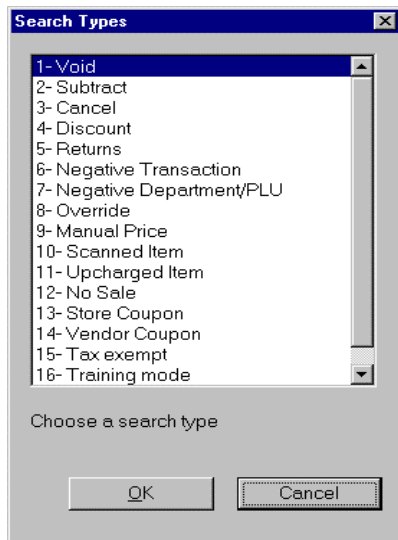 Search Types
1- Void
2- Subtract
3- Cancel
4- Discount
5- Returns
6- Negative Transaction
7- Negative Department/PLU
8- Override
9- Manual Price
10- Scanned Item
11- Upcharged Item
12- No Sale
13- Store Coupon
14- Vendor Coupon
15- Tax exempt
16- Training mode
Choose a search type
OK
Cancel